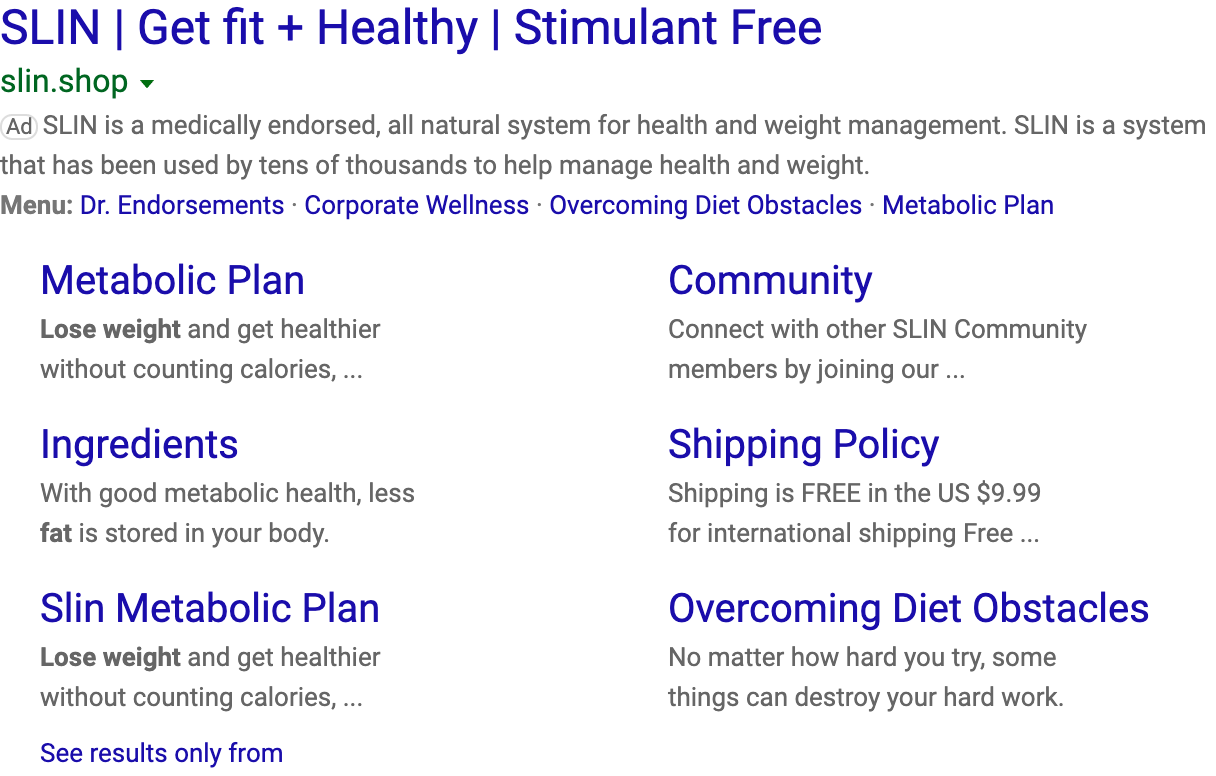 SLIN | Get fit + Healthy | Stimulant Free
slin.shop
Ad SLIN is a medically endorsed, all natural system for health and weight management. SLIN is a system
that has been used by tens of thousands to help manage health and weight.
Menu: Dr. Endorsements · Corporate Wellness · Overcoming Diet Obstacles · Metabolic Plan
Metabolic Plan
Lose weight and get healthier
without counting calories, ...
Community
Connect with other SLIN Community
members by joining our ...
Ingredients
With good metabolic health, less
fat is stored in your body.
Shipping Policy
Shipping is FREE in the US $9.99
for international shipping Free ...
Slin Metabolic Plan
Lose weight and get healthier
without counting calories, ...
Overcoming Diet Obstacles
No matter how hard you try, some
things can destroy your hard work.
See results only from